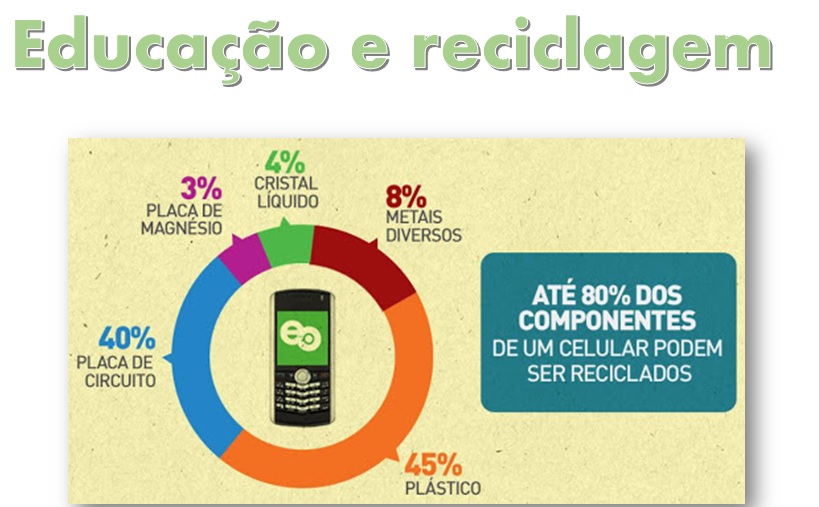 Educação e reciclagem
4%
CRISTAL
LÍQUIDO
3%
PLACA DE
MAGNÉSIO
8%
METAIS
DIVERSOS
40%
PLACA DE
CIRCUITO
45%
PLÁSTICO
ATÉ 80% DOS
COMPONENTES
DE UM CELULAR PODEM
SER RECICLADOS